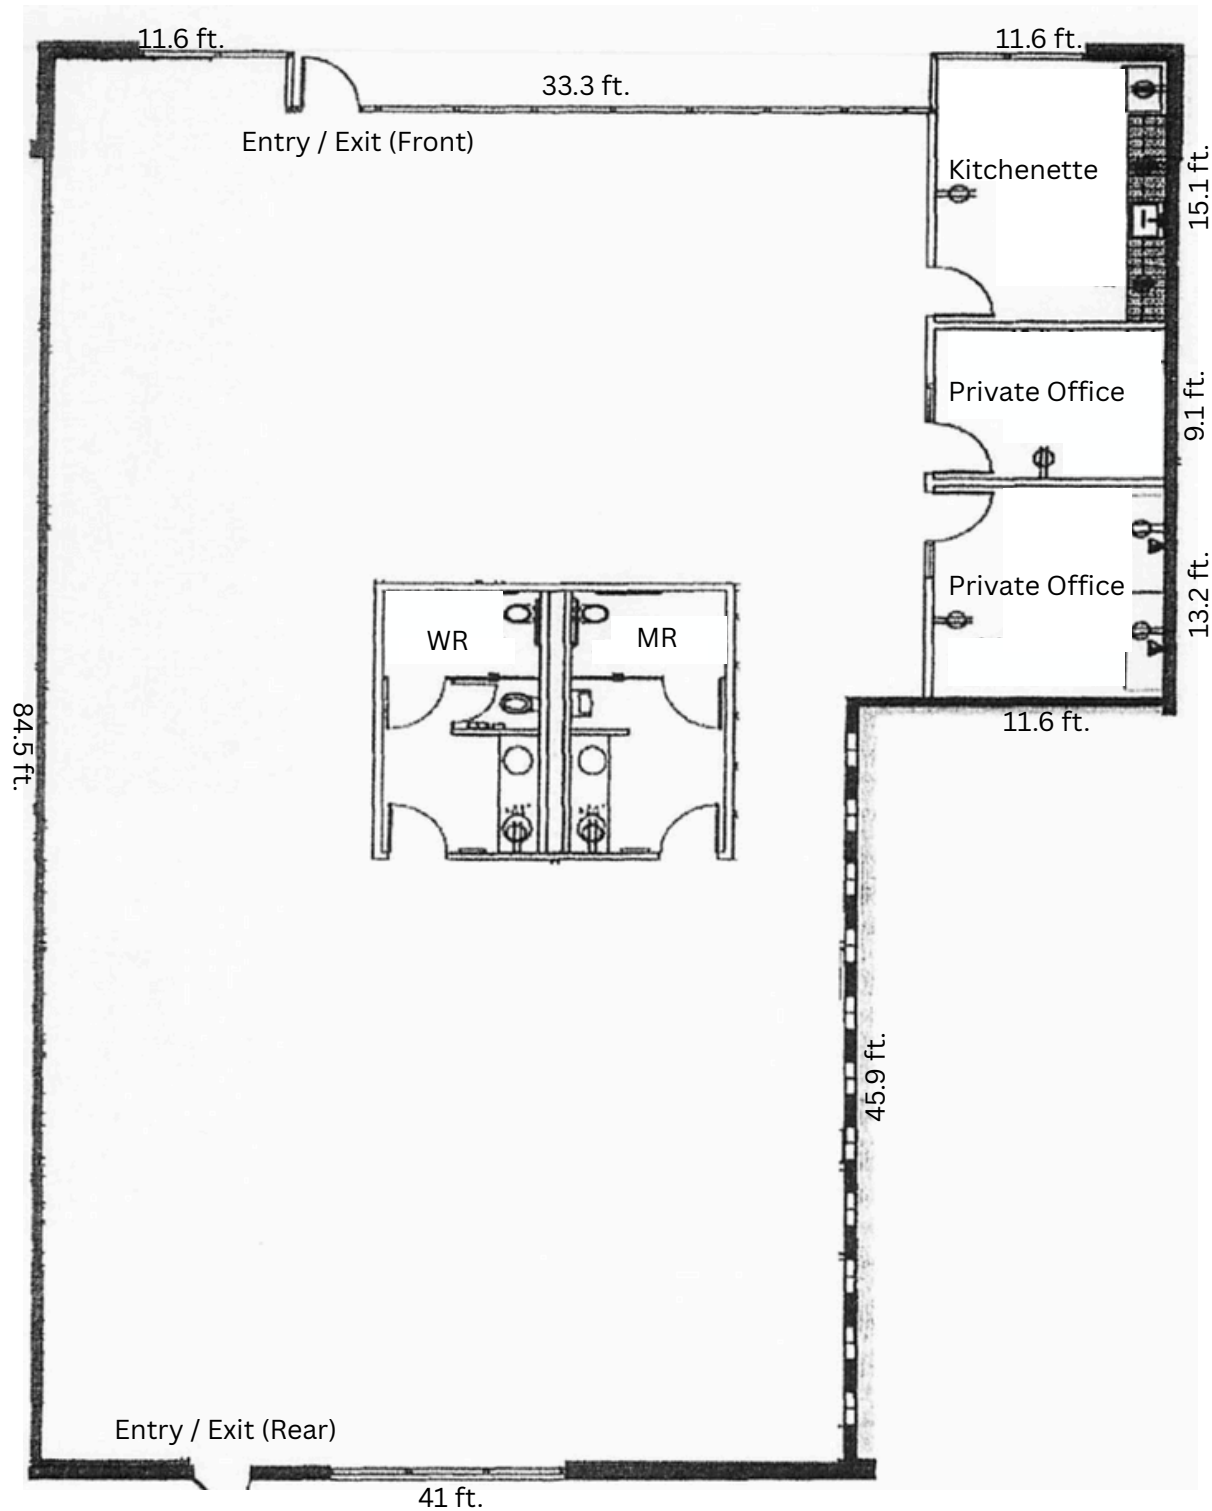 11.6 ft.
11.6 ft.
33.3 ft.
Entry / Exit (Front)
Kitchenette
15.1 ft.
Private Office
9.1 ft.
Private Office
13.2 ft.
WR
MR
84.5 ft.
11.6 ft.
45.9 ft.
Entry / Exit (Rear)
41 ft.